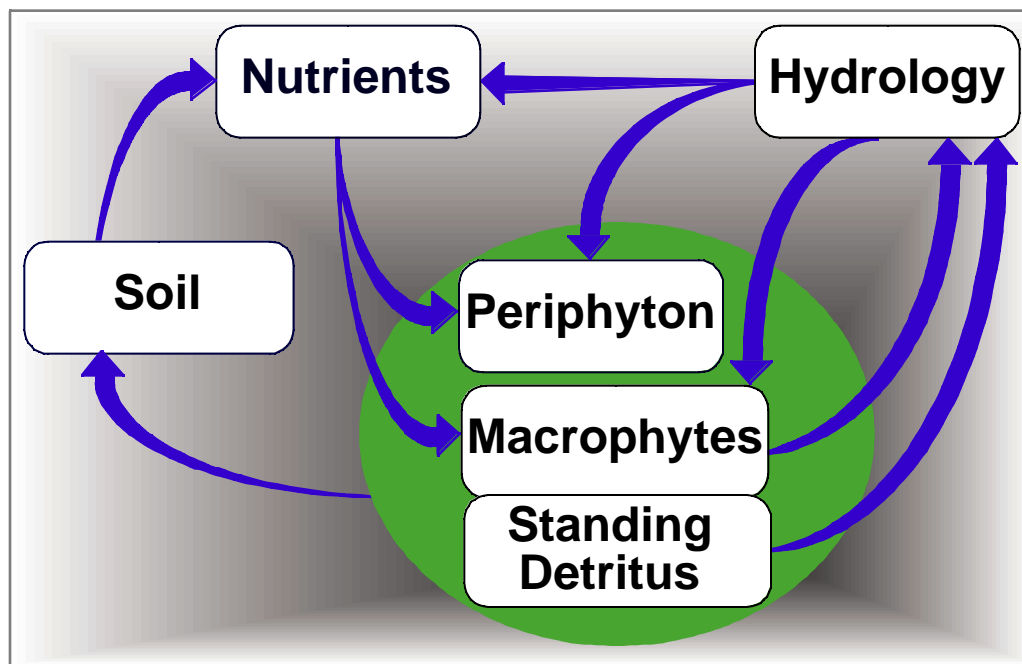 Nutrients
Hydrology
Soil
Periphyton
Macrophytes
Standing
Detritus